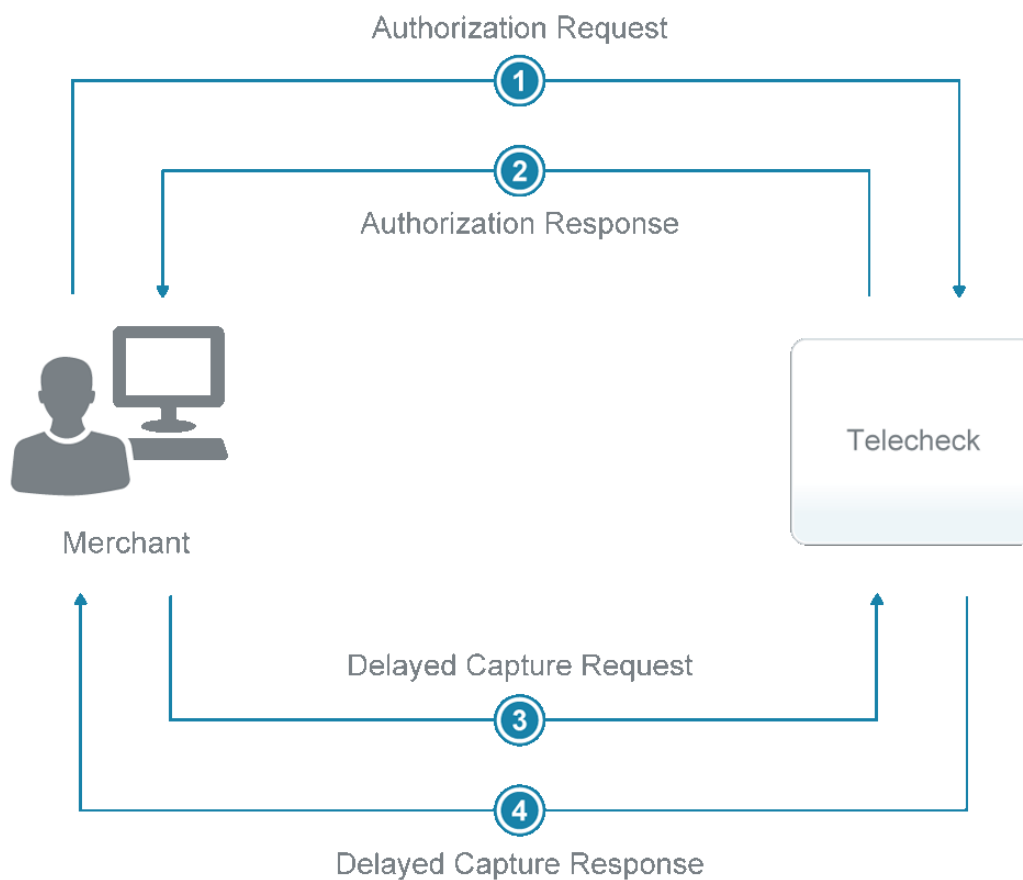 Authorization Request
1
2
Authorization Response
Telecheck
Merchant
Delayed Capture Request
3
4
Delayed Capture Response